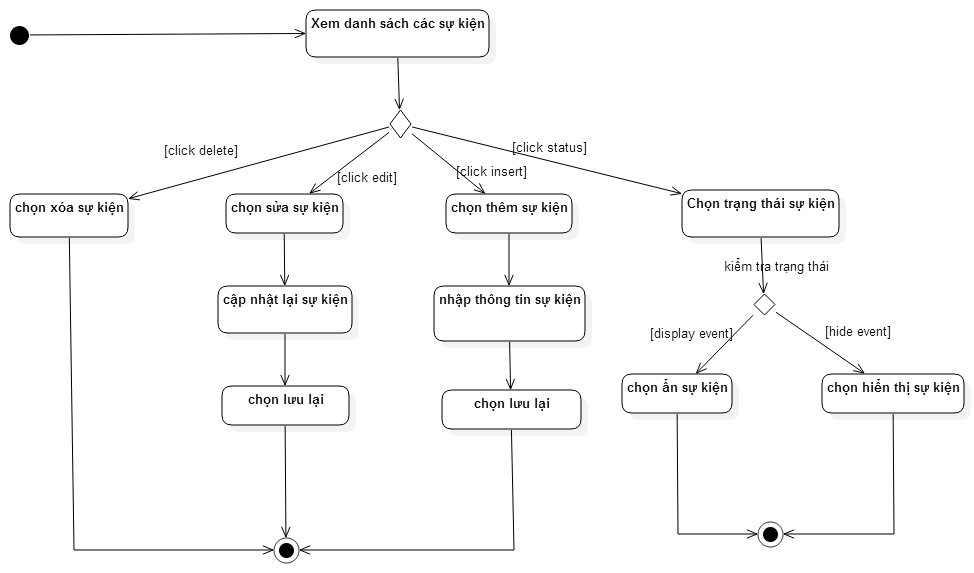 Xem danh sách các sự kiện
[click delete]
[click edit]
[click insert]
[click status]
chọn xóa sự kiện
chọn sửa sự kiện
chọn thêm sự kiện
Chọn trạng thái sự kiện
kiểm tra trạng thái
cập nhật lại sự kiện
nhập thông tin sự kiện
[display event]
[hide event]
chọn lưu lại
chọn lưu lại
chọn ẩn sự kiện
chọn hiển thị sự kiện